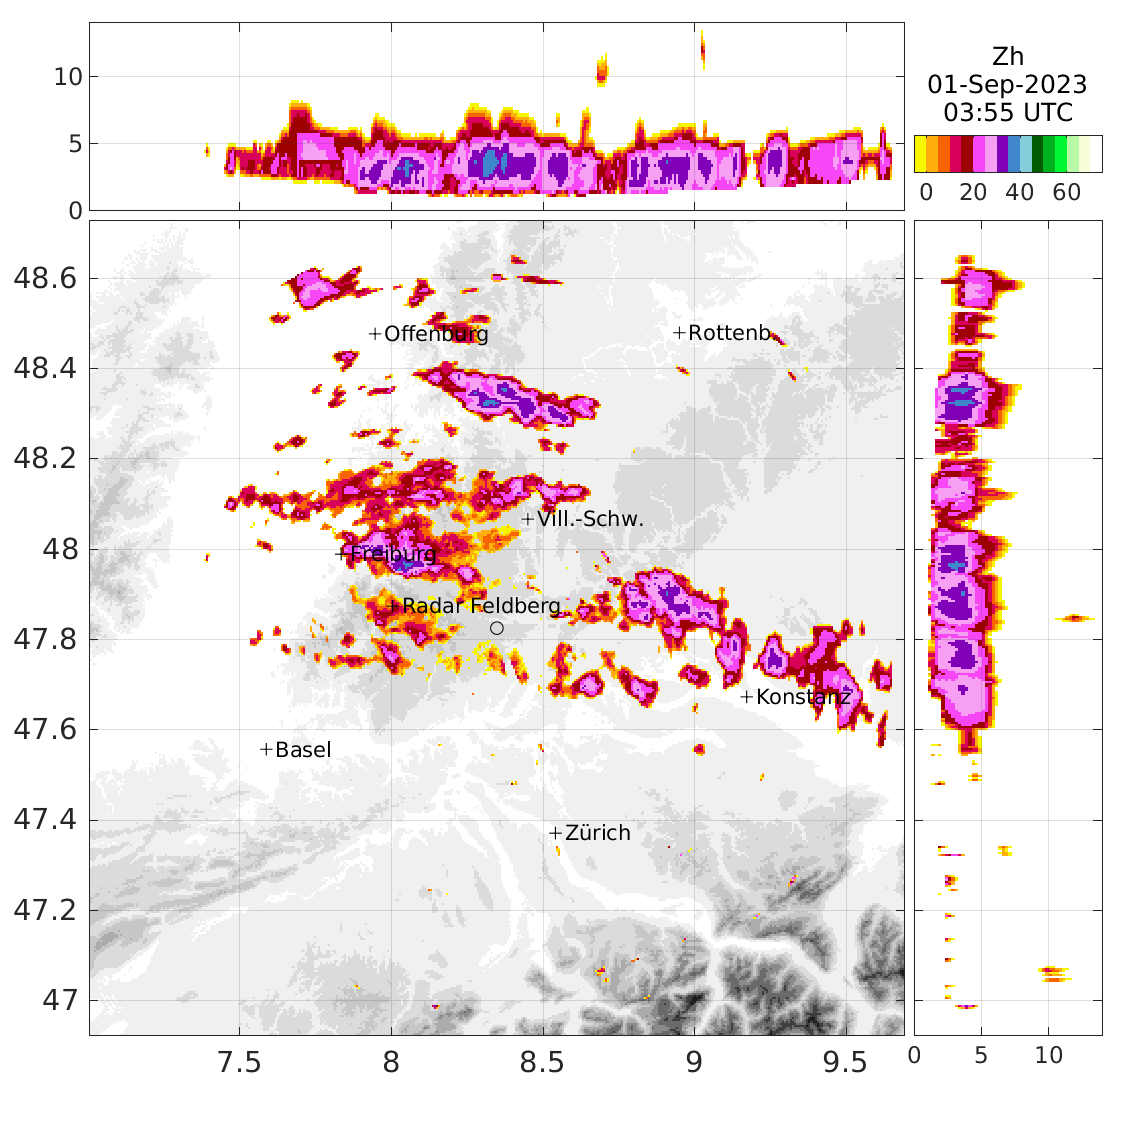 10
5
0
Zh
01-Sep-2023
03:55 UTC
0 20 40 60
48.6
48.4
48.2
48
47.8
47.6
47.4
47.2
47
Offenburg
Rottenb.
Vill.-Schw.
Freiburg
Radar Feldberg
Konstanz
Basel
Zürich
7.5 8 8.5 9 9.5
0 5 10